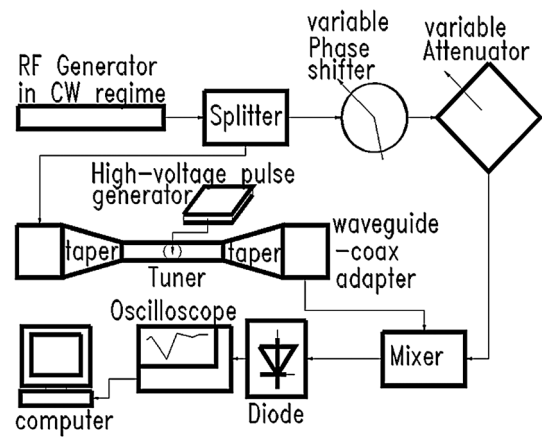 variable
Phase
shifter
variable
Attenuator
RF Generator
in CW regime
Splitter
High-voltage pulse
generator
taper
taper
Tuner
waveguide
-coax
adapter
Oscilloscope
Mixer
Diode
computer